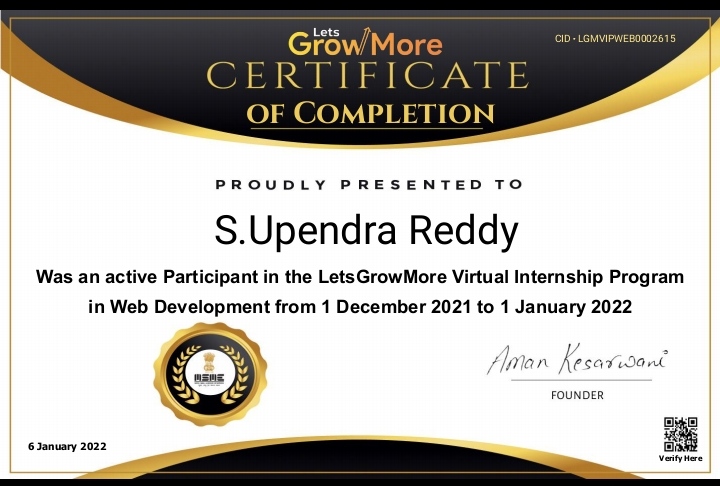 Lets
GrowMore
CID • LGMVIPWEB0002615
CERTIFICATE
OF COMPLETION
PROUDLY PRESENTED TO
S.Upendra Reddy
Was an active Participant in the LetsGrowMore Virtual Internship Program
in Web Development from 1 December 2021 to 1 January 2022
MSME
Aman Kesarwani
FOUNDER
6 January 2022
Verify Here